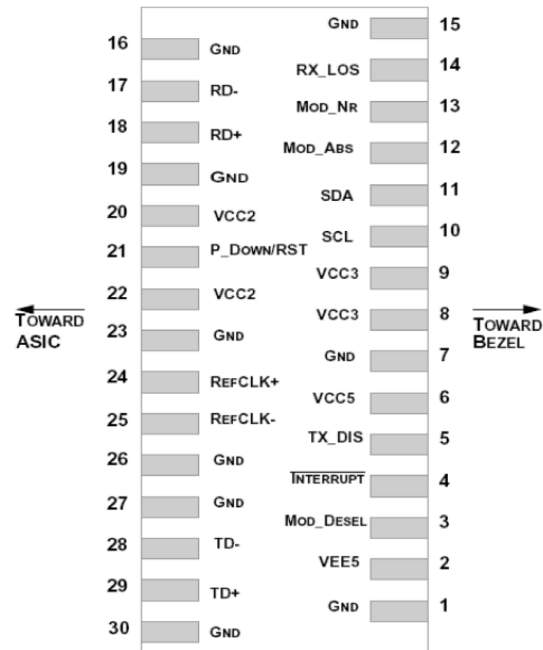 GND 15
16 GND
RX_LOS 14
17 RD-
MOD_NR 13
18 RD+
MOD_ABS 12
19 GND
SDA 11
20 VCC2
SCL 10
21 P_DOWN/RST
VCC3 9
22 VCC2
VCC3 8
TOWARD
ASIC
TOWARD
BEZEL
23 GND
GND 7
24 REFCLK+
VCC5 6
25 REFCLK-
TX_DIS 5
26 GND
INTERRUPT 4
27 GND
MOD_DESEL 3
28 TD-
VEE5 2
29 TD+
GND 1
30 GND